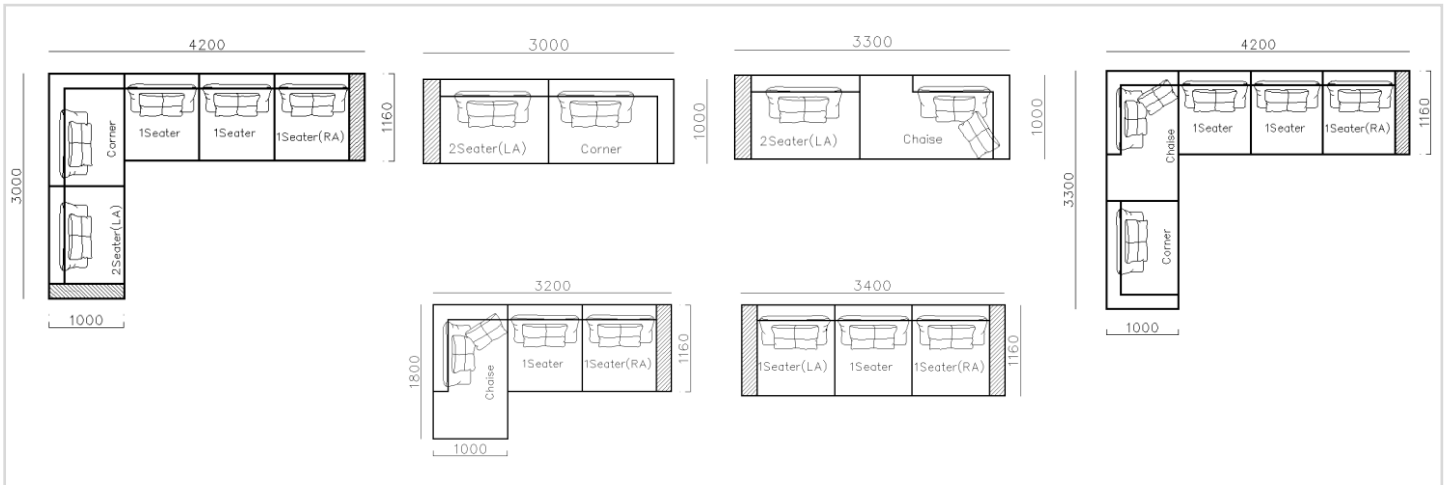 4200
3000
1160
1000
Corner
2Seater(LA)
1Seater
1Seater
1Seater(RA)
3000
1000
2Seater(LA)
Corner
3300
1000
2Seater(LA)
Chaise
4200
3300
1160
1000
Chaise
Corner
1Seater
1Seater
1Seater(RA)
3200
1800
1160
1000
Chaise
1Seater
1Seater(RA)
3400
1160
1Seater(LA)
1Seater
1Seater(RA)